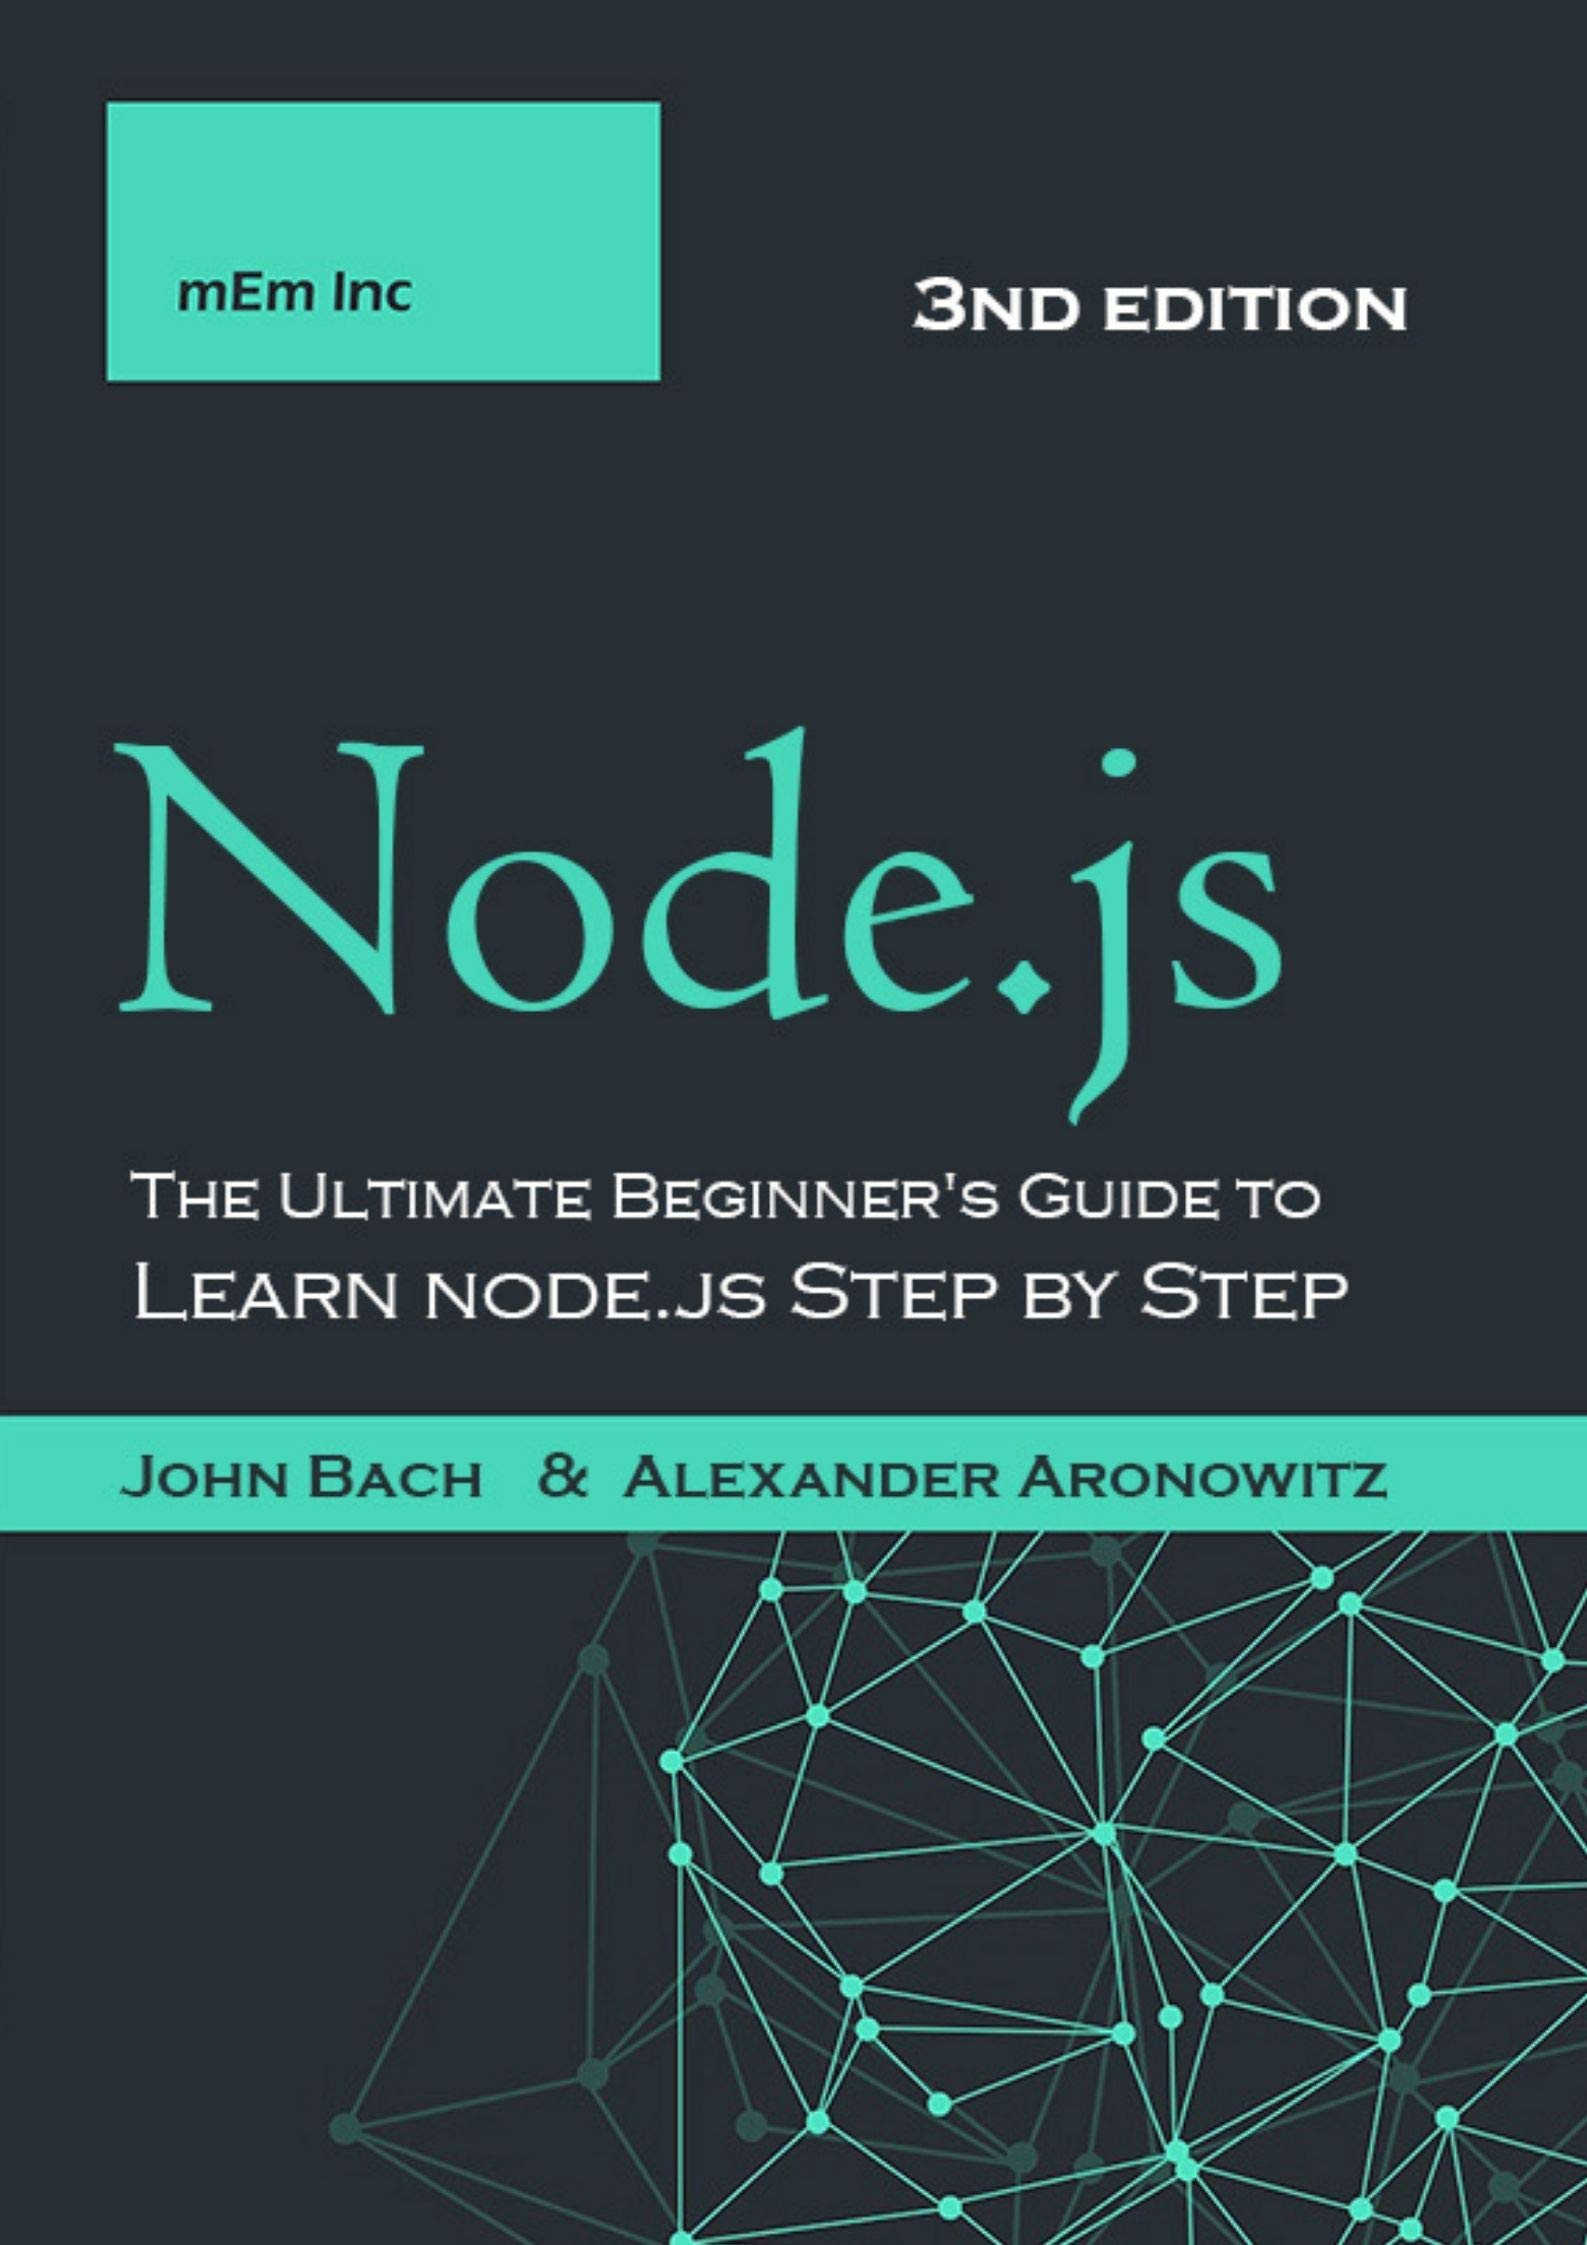 mEm Inc
3ND EDITION
Node.js
THE ULTIMATE BEGINNER'S GUIDE TO
LEARN NODE.JS STEP BY STEP
JOHN BACH & ALEXANDER ARONOWITZ